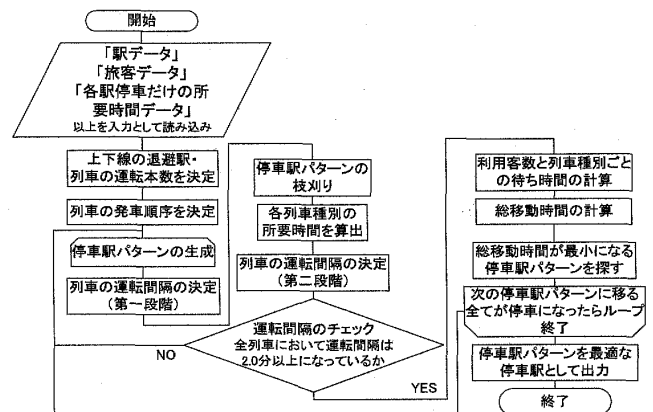 開始
「駅データ」
「旅客データ」
「各駅停車だけの所
要時間データ」
以上を入力として読み込み
上下線の退避駅・
列車の運転本数を決定
列車の発車順序を決定
停車駅パターンの生成
列車の運転間隔の決定
(第一段階)
停車駅パターンの
枝刈り
各列車種別の
所要時間を算出
列車の運転間隔の決定
(第二段階)
運転間隔のチェック
全列車において運転間隔は
2.0分以上になっているか
NO
YES
利用客数と列車種別ごと
の待ち時間の計算
総移動時間の計算
総移動時間が最小になる
停車駅パターンを探す
次の停車駅パターンに移る
全てが停車になったらループ
終了
停車駅パターンを最適な
停車駅として出力
終了